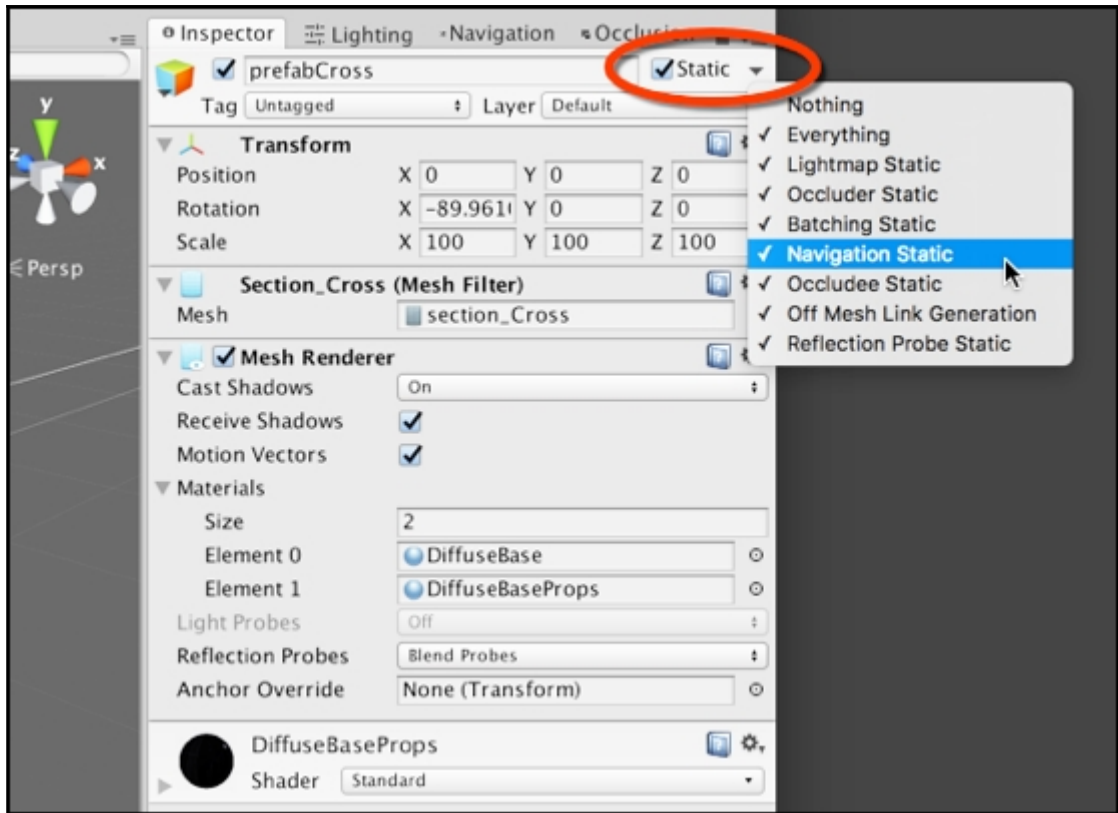 Inspector Lighting Navigation Occlusion
prefabCross Static
Tag Untagged Layer Default
Nothing
Everything
Lightmap Static
Occluder Static
Batching Static
Navigation Static
Occludee Static
Off Mesh Link Generation
Reflection Probe Static
y
z x
Persp
Transform
Position X 0 Y 0 Z 0
Rotation X -89.961 Y 0 Z 0
Scale X 100 Y 100 Z 100
Section_Cross (Mesh Filter)
Mesh section_Cross
Mesh Renderer
Cast Shadows On
Receive Shadows
Motion Vectors
Materials
Size 2
Element 0 DiffuseBase
Element 1 DiffuseBaseProps
Light Probes Off
Reflection Probes Blend Probes
Anchor Override None (Transform)
DiffuseBaseProps
Shader Standard